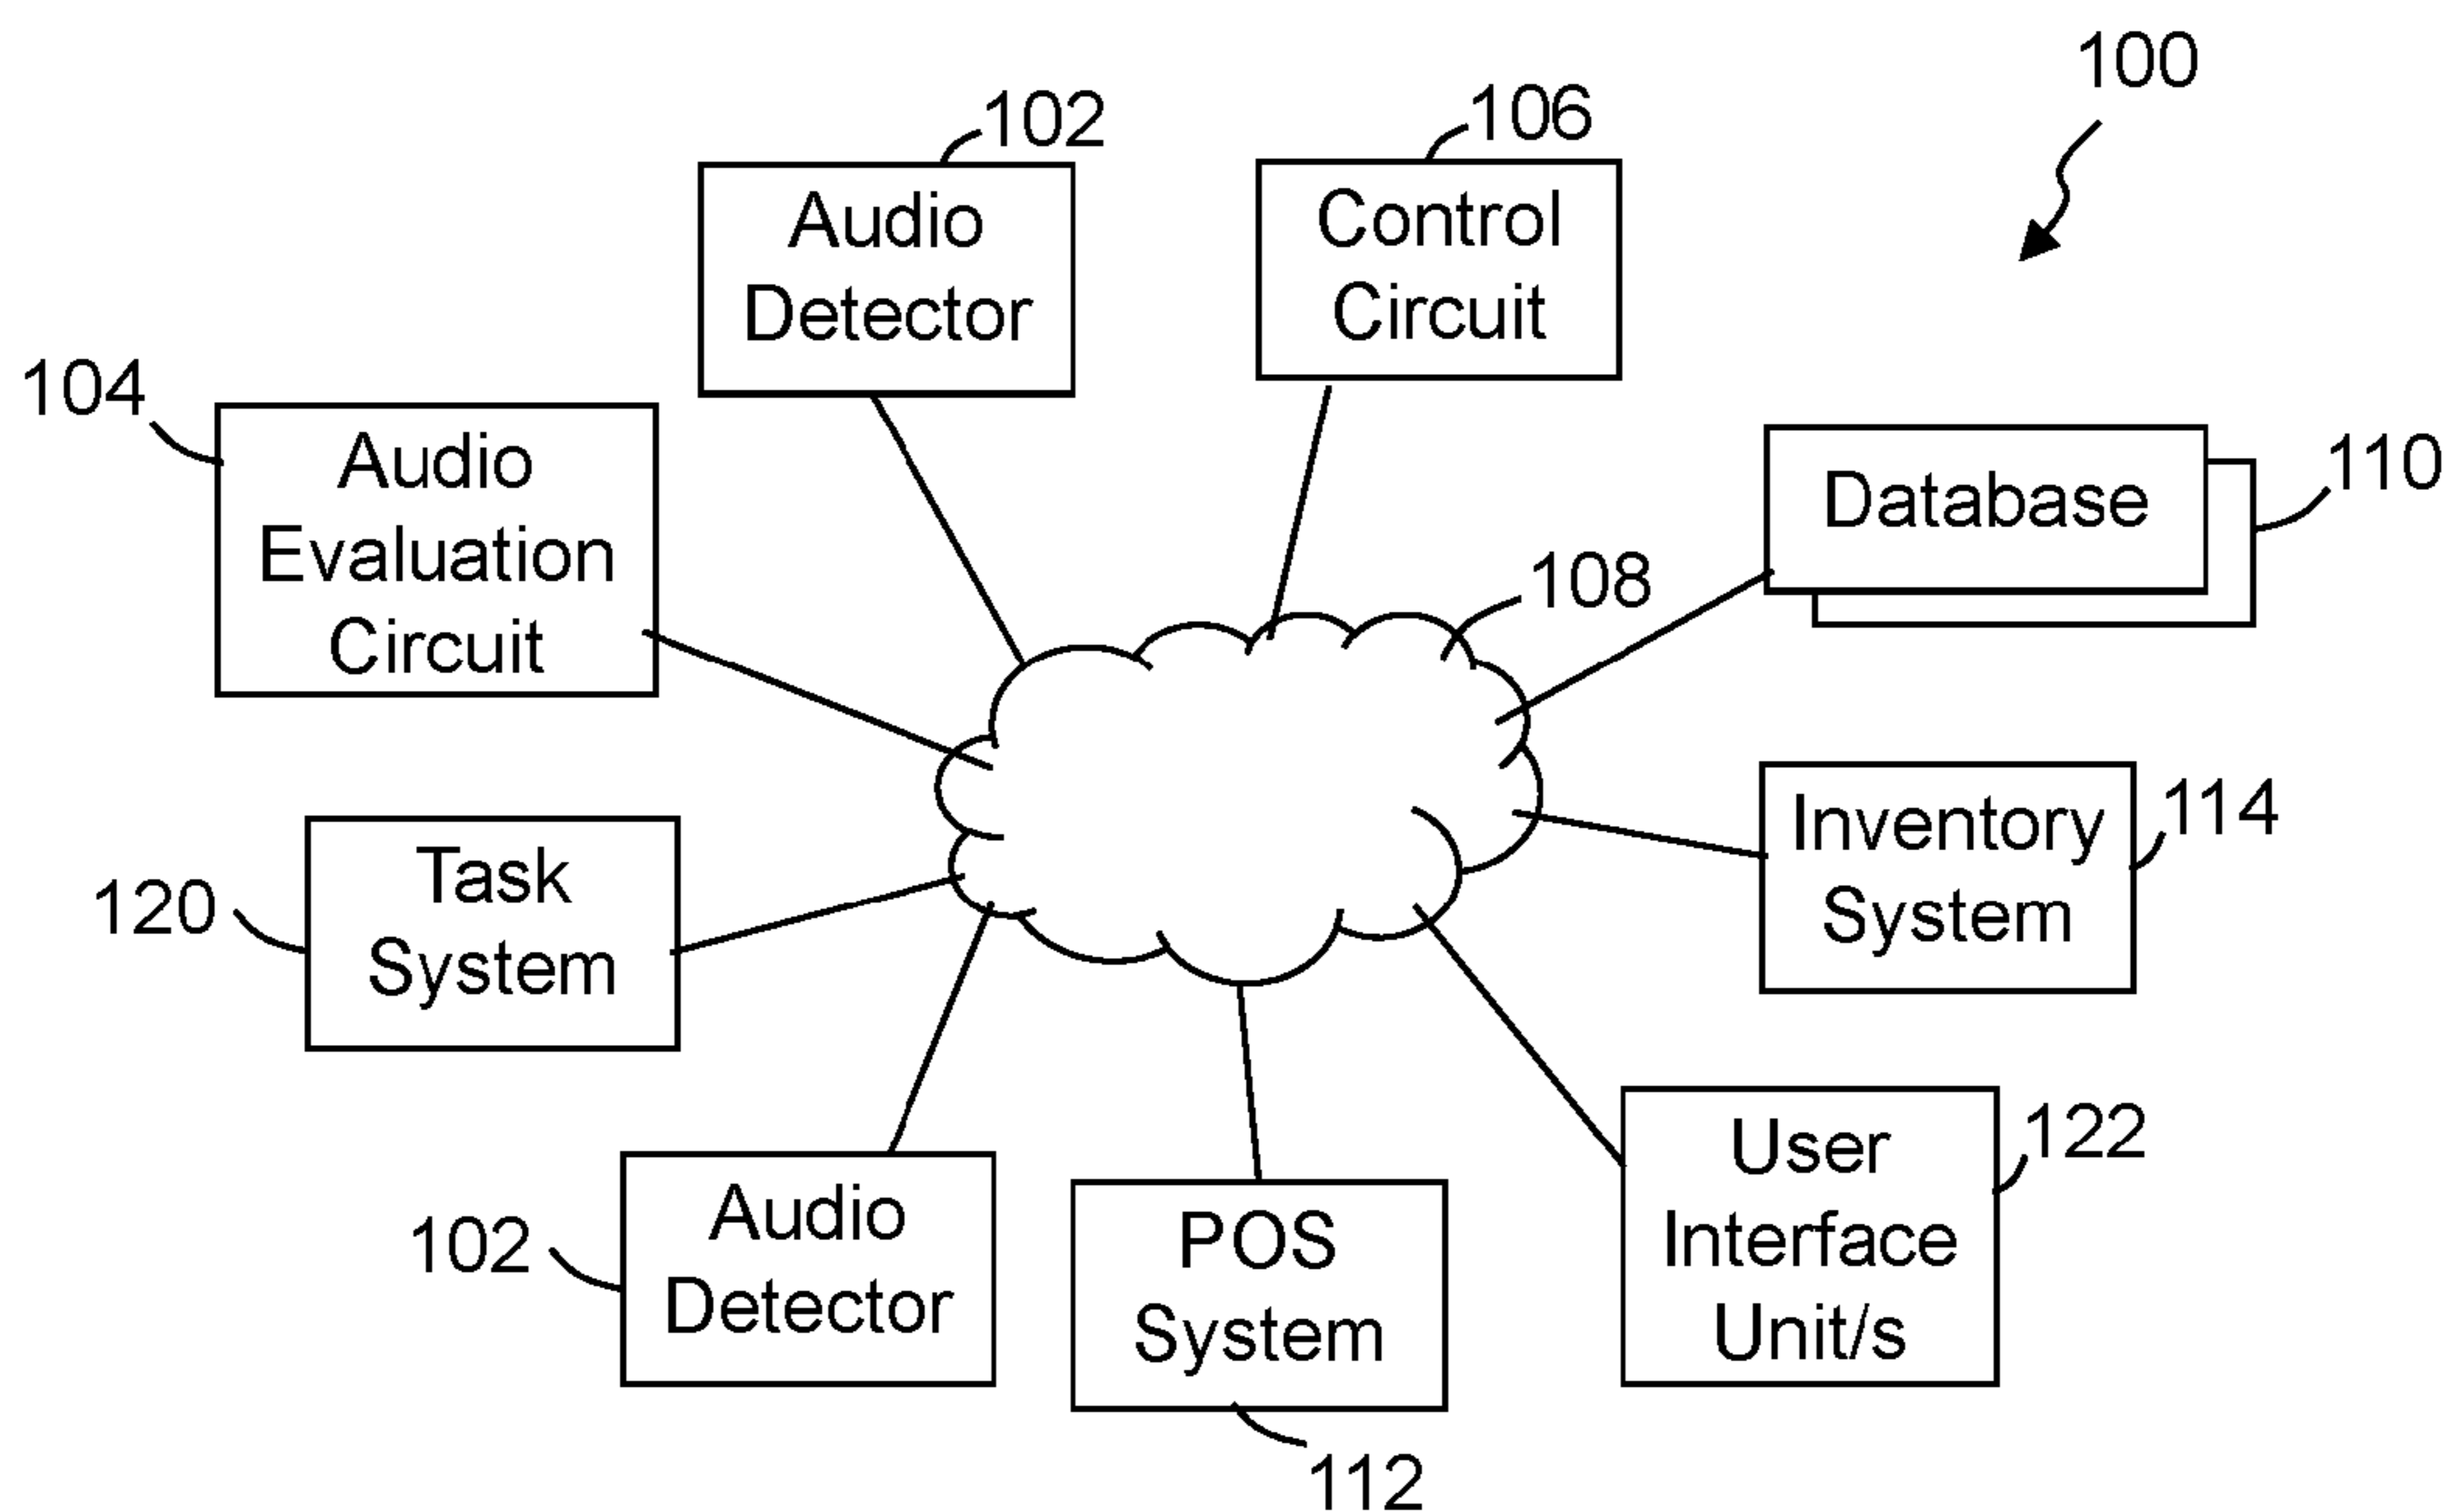 100
102
106
Audio
Detector
Control
Circuit
104
Audio
Evaluation
Circuit
Database
110
108
Inventory
System
114
Task
System
120
User
Interface
Unit/s
122
Audio
Detector
102
POS
System
112